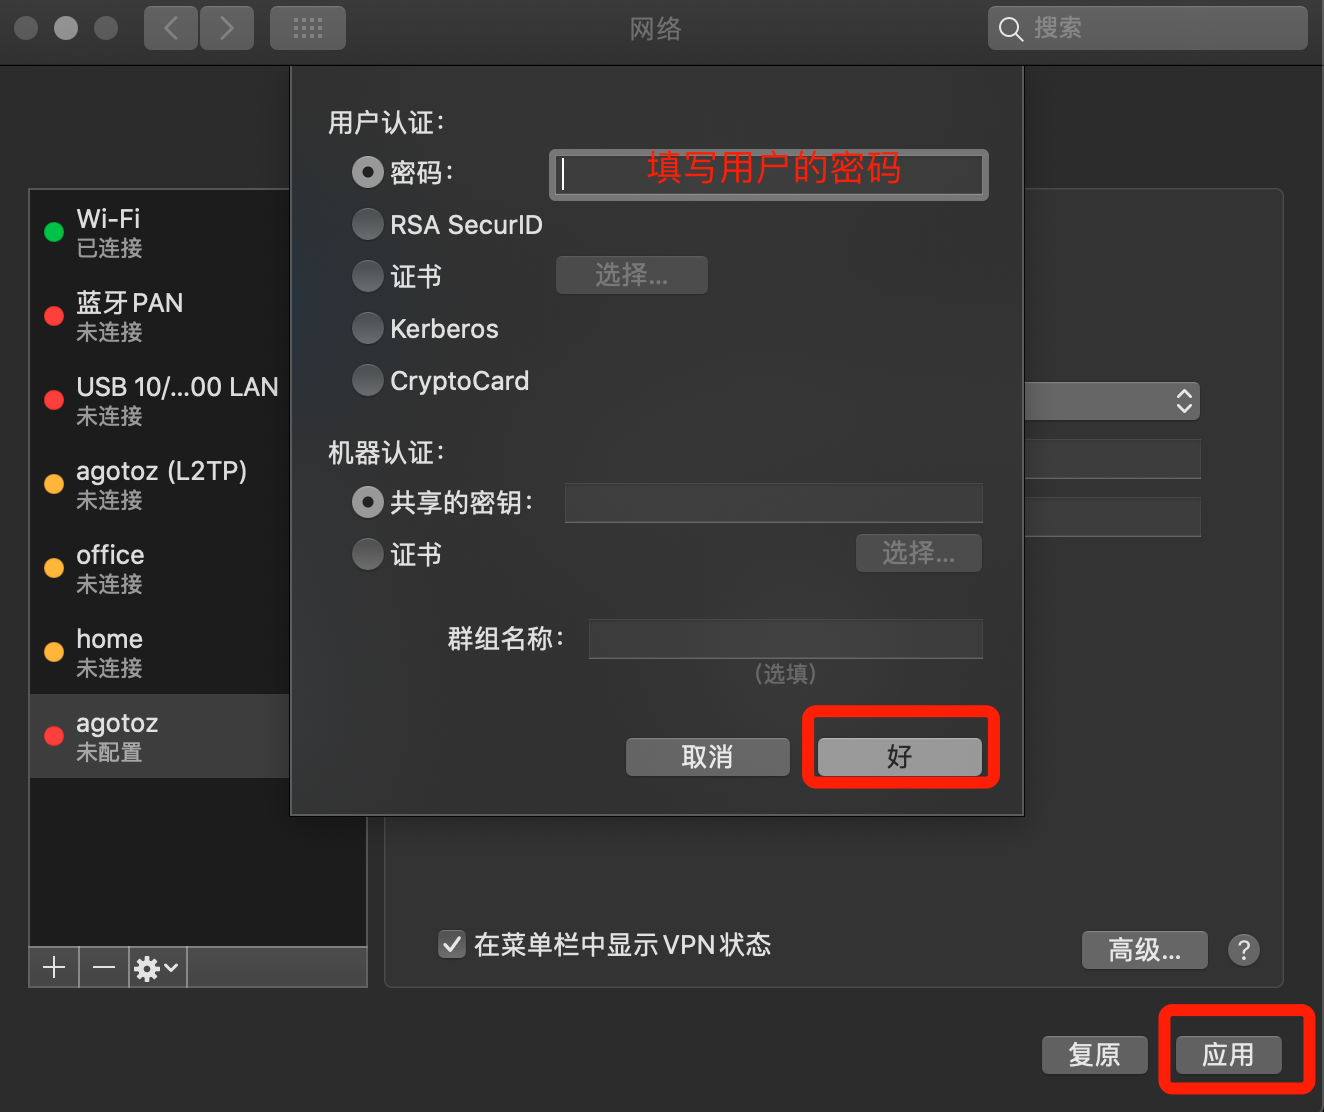 网络
搜索
用户认证：
密码：
填写用户的密码
RSA SecurID
证书
选择...
Kerberos
CryptoCard
机器认证：
共享的密钥：
证书
选择...
群组名称：
(选填)
取消
好
Wi-Fi
已连接
蓝牙 PAN
未连接
USB 10/...00 LAN
未连接
agotoz (L2TP)
未连接
office
未连接
home
未连接
agotoz
未配置
在菜单栏中显示 VPN 状态
高级...
?
复原
应用